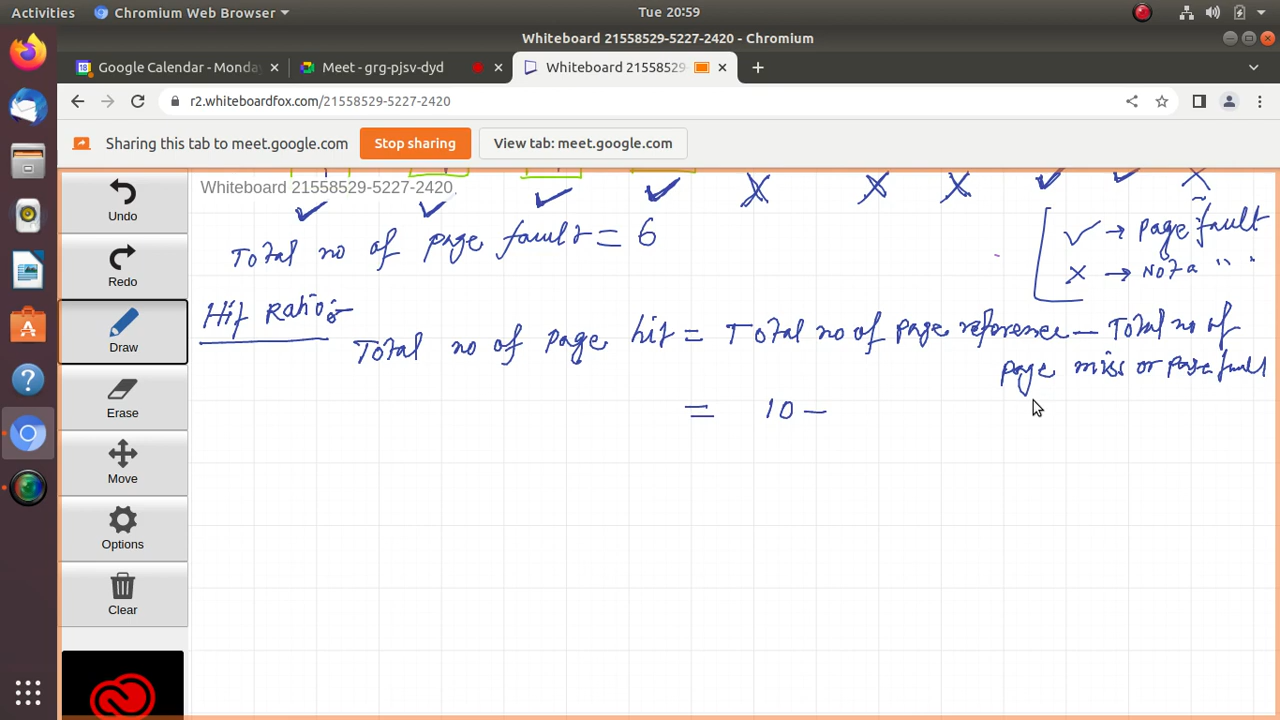 Activities Chromium Web Browser Tue 20:59
Whiteboard 21558529-5227-2420 - Chromium
Google Calendar - Monda Meet - grg-pjsv-dyd Whiteboard 21558529-
r2.whiteboardfox.com/21558529-5227-2420
Sharing this tab to meet.google.com Stop sharing View tab: meet.google.com
Whiteboard 21558529-5227-2420.
Undo
Redo
Draw
Erase
Move
Options
Clear
✓ ✓ ✓ ✓ X X X ✓ ✓ X
Total no of page fault = 6
✓ → Page fault
X → Not a " "
Hit Ratio:-
Total no of page hit = Total no of page reference - Total no of
page miss or page fault
= 10 -